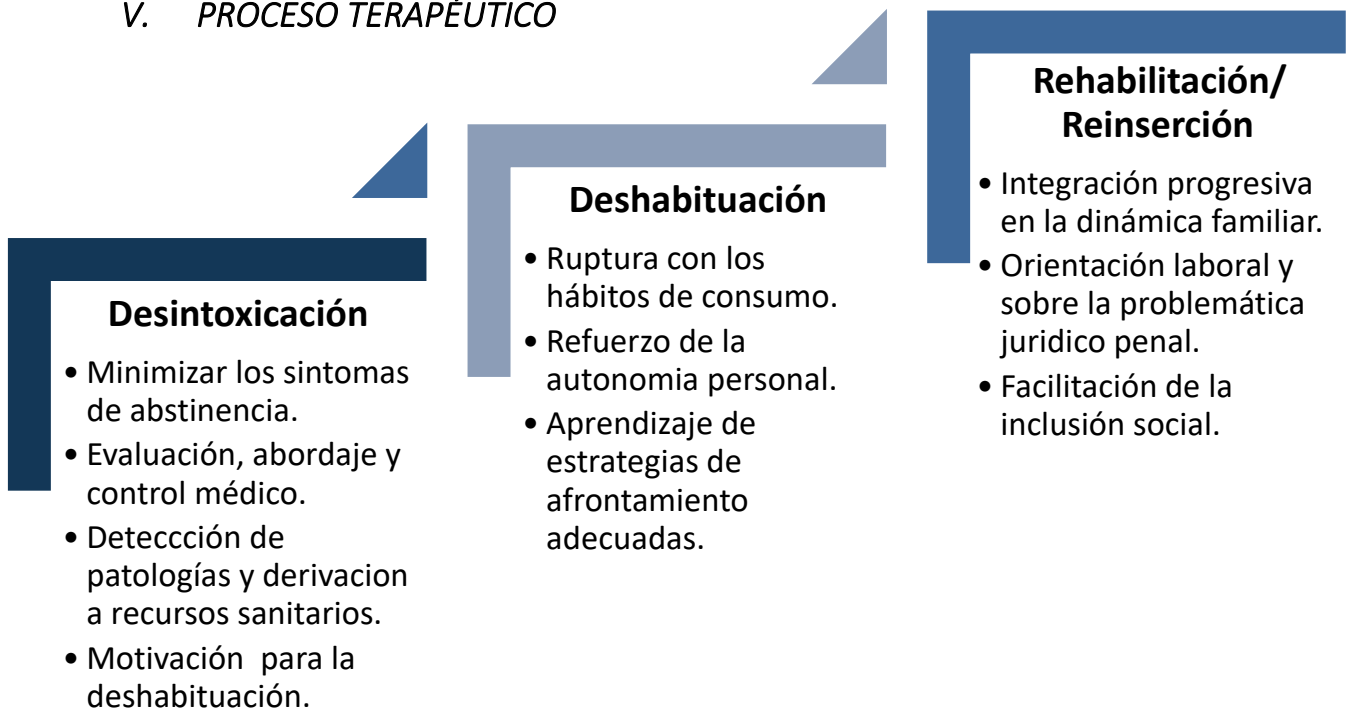 V. PROCESO TERAPÉUTICO
Desintoxicación
• Minimizar los sintomas
de abstinencia.
• Evaluación, abordaje y
control médico.
• Deteccción de
patologías y derivacion
a recursos sanitarios.
• Motivación  para la
deshabituación.
Deshabituación
• Ruptura con los
hábitos de consumo.
• Refuerzo de la
autonomia personal.
• Aprendizaje de
estrategias de
afrontamiento
adecuadas.
Rehabilitación/
Reinserción
• Integración progresiva
en la dinámica familiar.
• Orientación laboral y
sobre la problemática
juridico penal.
• Facilitación de la
inclusión social.